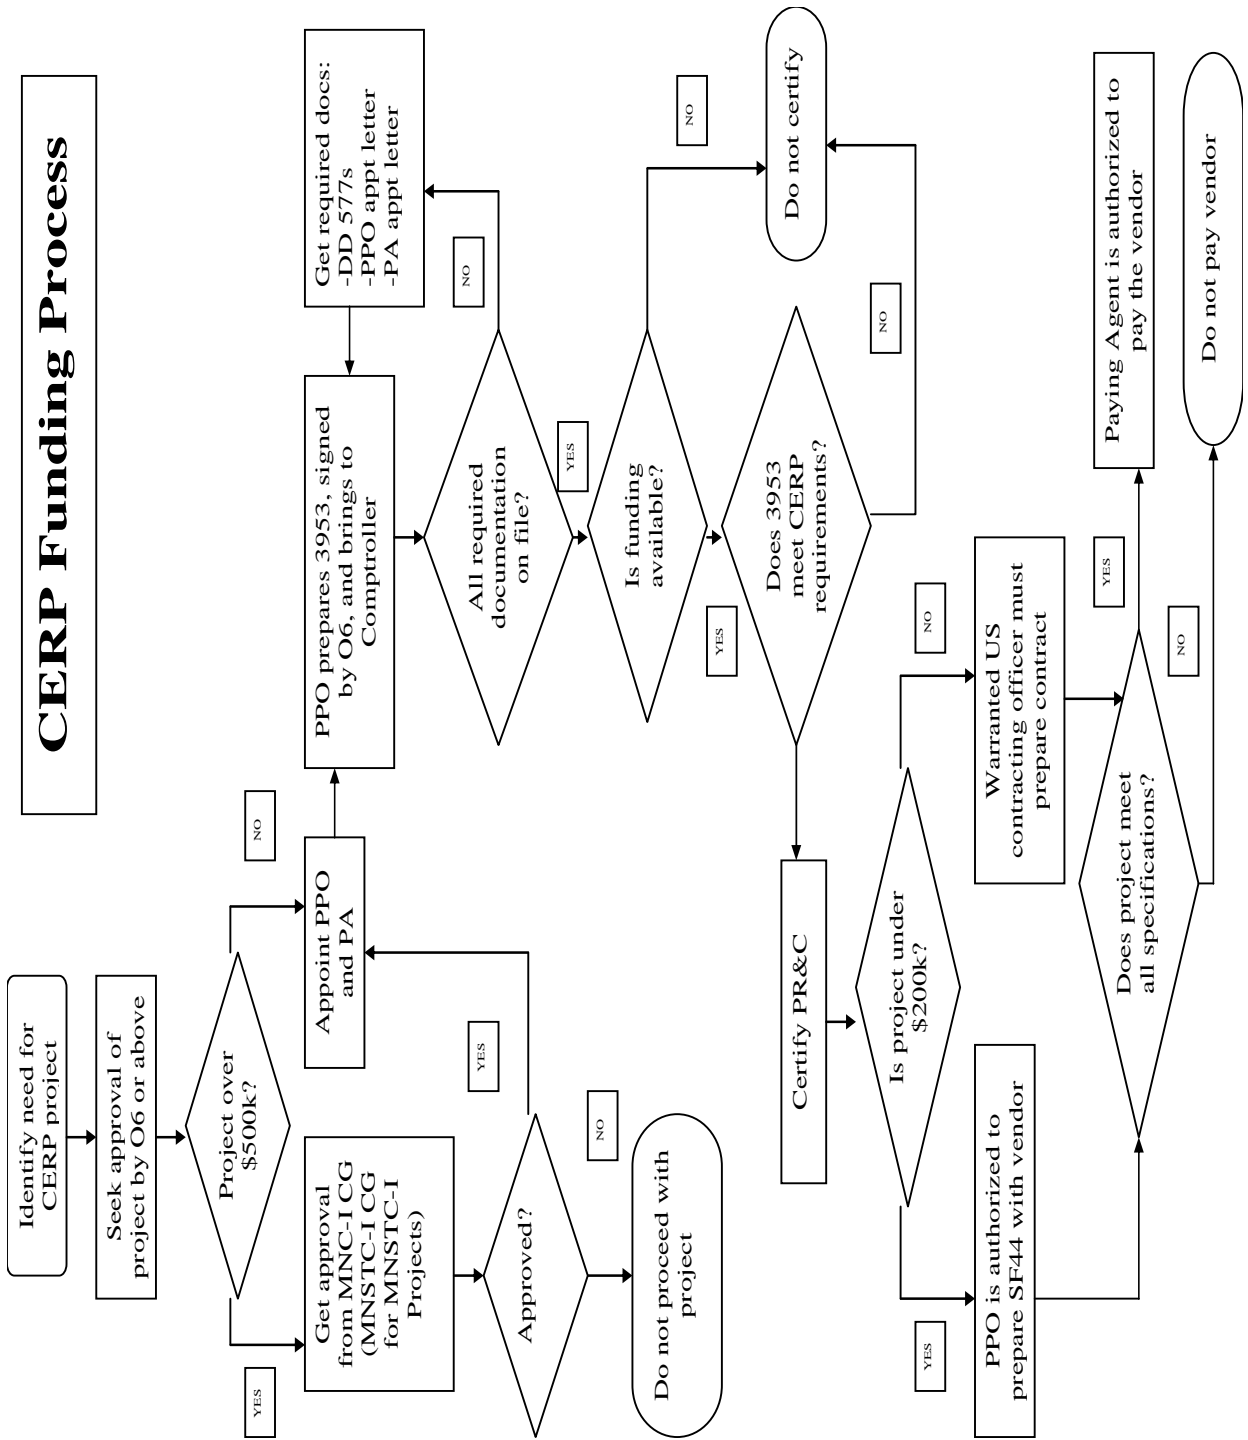 CERP Funding Process
Identify need for
CERP project
Seek approval of
project by O6 or above
Project over
$500k?
YES
NO
Get approval
from MNC-I CG
(MNSTC-I CG
for MNSTC-I
Projects)
Approved?
YES
NO
Do not proceed with
project
Appoint PPO
and PA
PPO prepares 3953, signed
by O6, and brings to
Comptroller
Get required docs:
-DD 577s
-PPO appt letter
-PA appt letter
All required
documentation
on file?
NO
YES
Is funding
available?
NO
YES
Does 3953
meet CERP
requirements?
NO
Do not certify
Certify PR&C
Is project under
$200k?
YES
NO
PPO is authorized to
prepare SF44 with vendor
Warranted US
contracting officer must
prepare contract
Does project meet
all specifications?
YES
NO
Paying Agent is authorized to
pay the vendor
Do not pay vendor